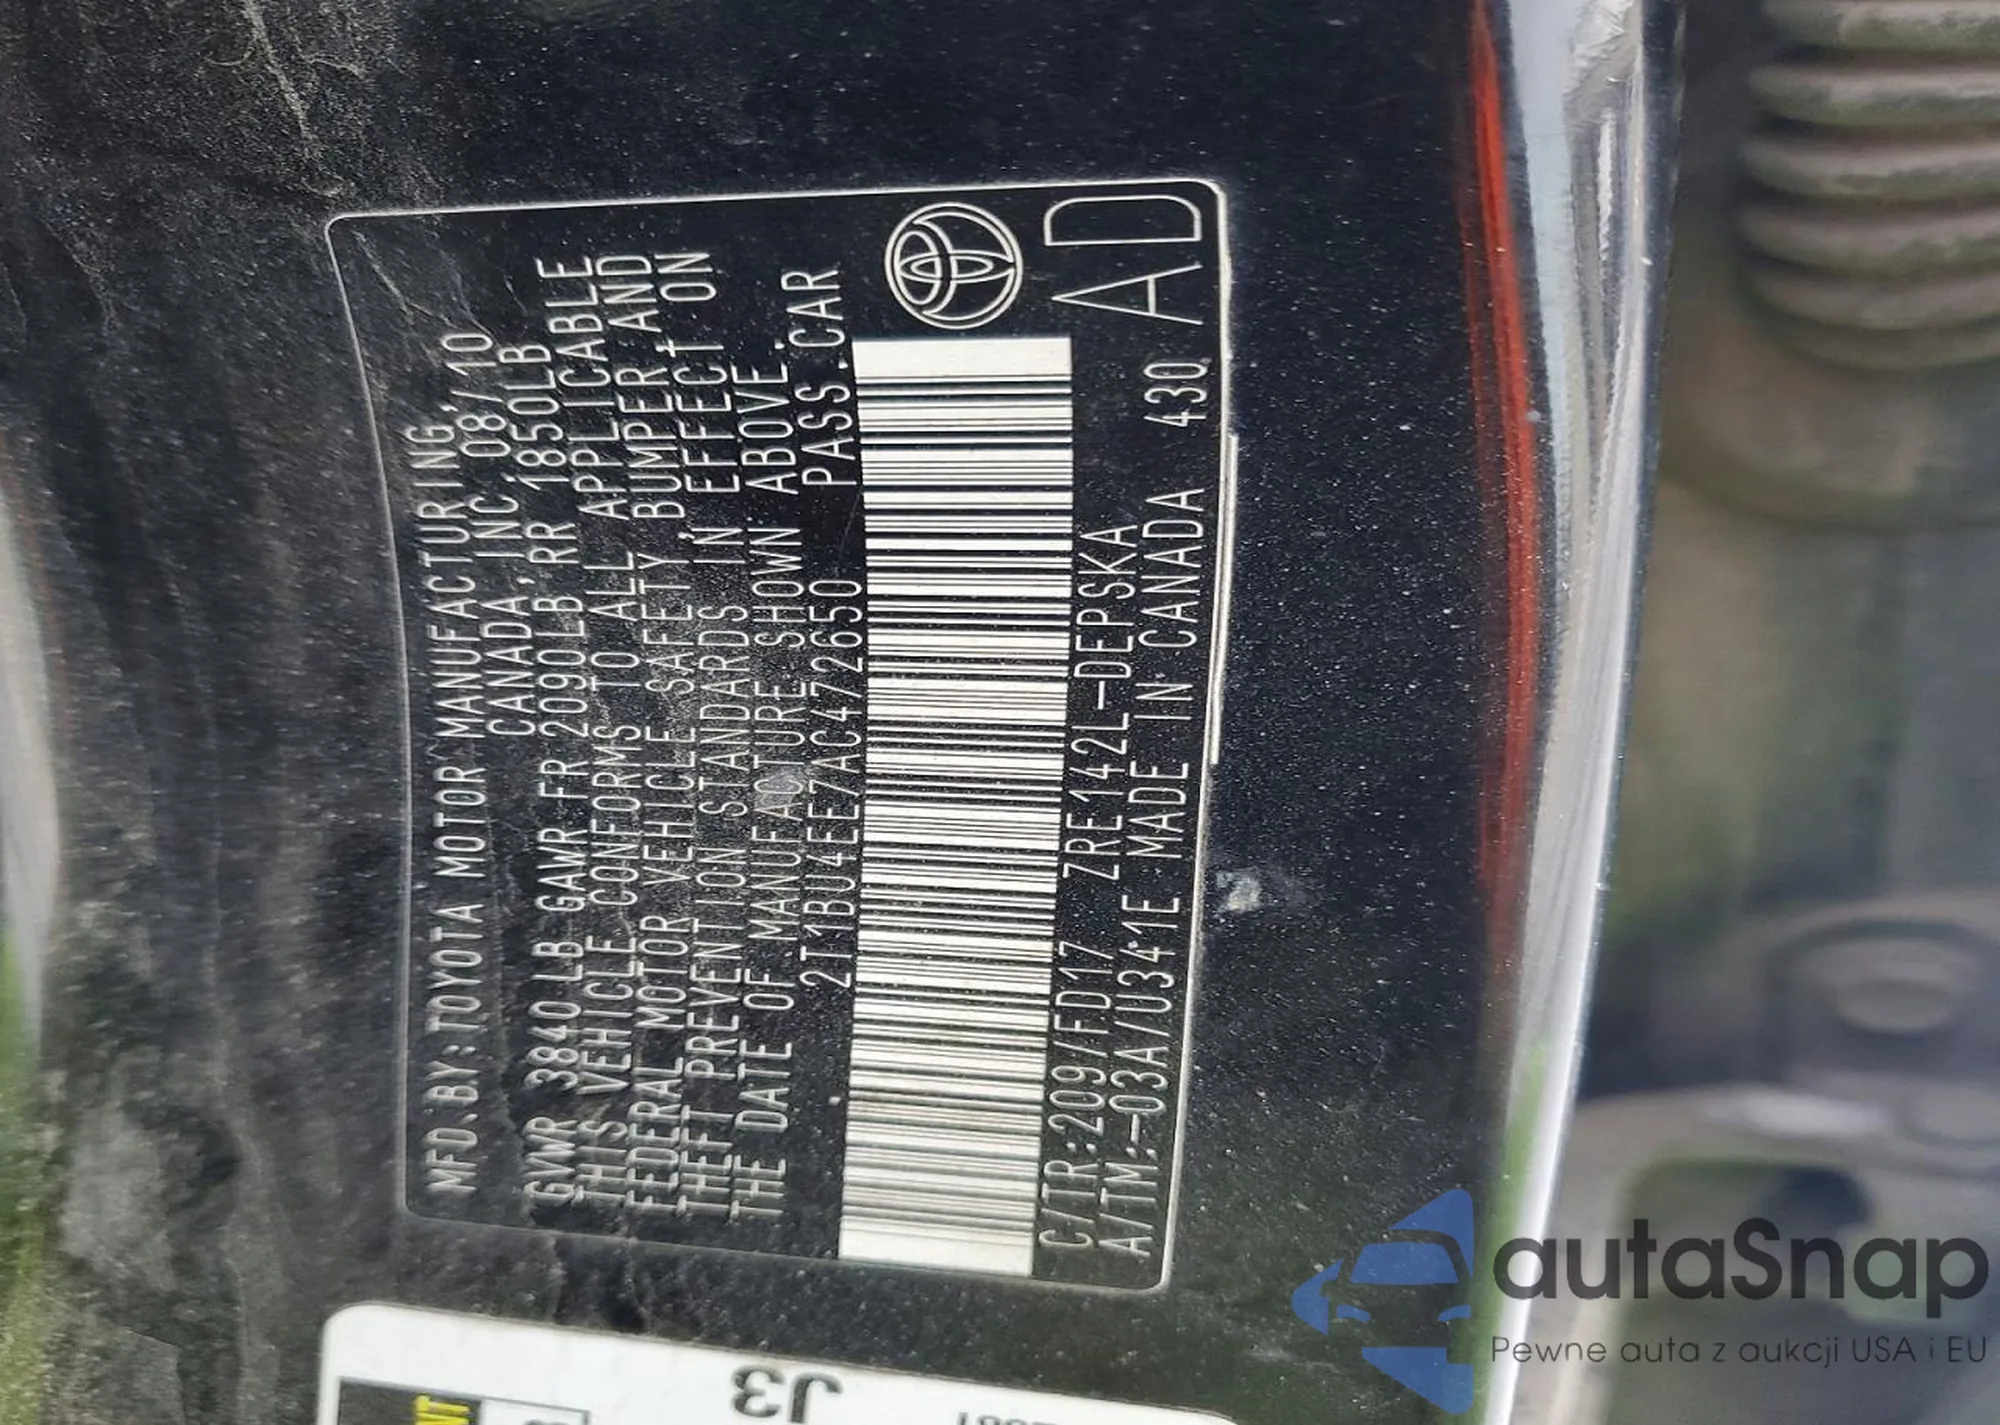 MFD.BY:TOYOTA MOTOR MANUFACTURING,
CANADA, INC. 08/10
GVWR 3840LB GAWR FR 2090LB RR 1850LB
THIS VEHICLE CONFORMS TO ALL APPLICABLE
FEDERAL MOTOR VEHICLE SAFETY, BUMPER AND
THEFT PREVENTION STANDARDS IN EFFECT ON
THE DATE OF MANUFACTURE SHOWN ABOVE.
2T1BU4EE7AC472650 PASS.CAR
C/TR:209/FD17 ZRE142L-DEPSKA
A/TM:-03A/U341E MADE IN CANADA 430
AD
J3
autaSnap
Pewne auta z aukcji USA i EU